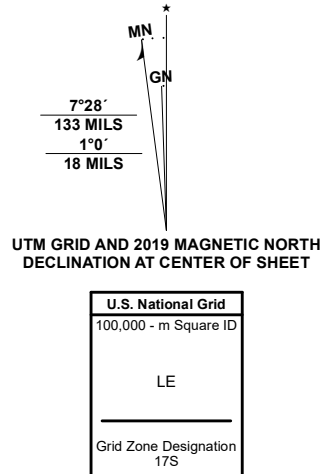 MN
GN
7°28´
133 MILS
1°0´
18 MILS
UTM GRID AND 2019 MAGNETIC NORTH
DECLINATION AT CENTER OF SHEET
U.S. National Grid
100,000 - m Square ID
LE
Grid Zone Designation
17S